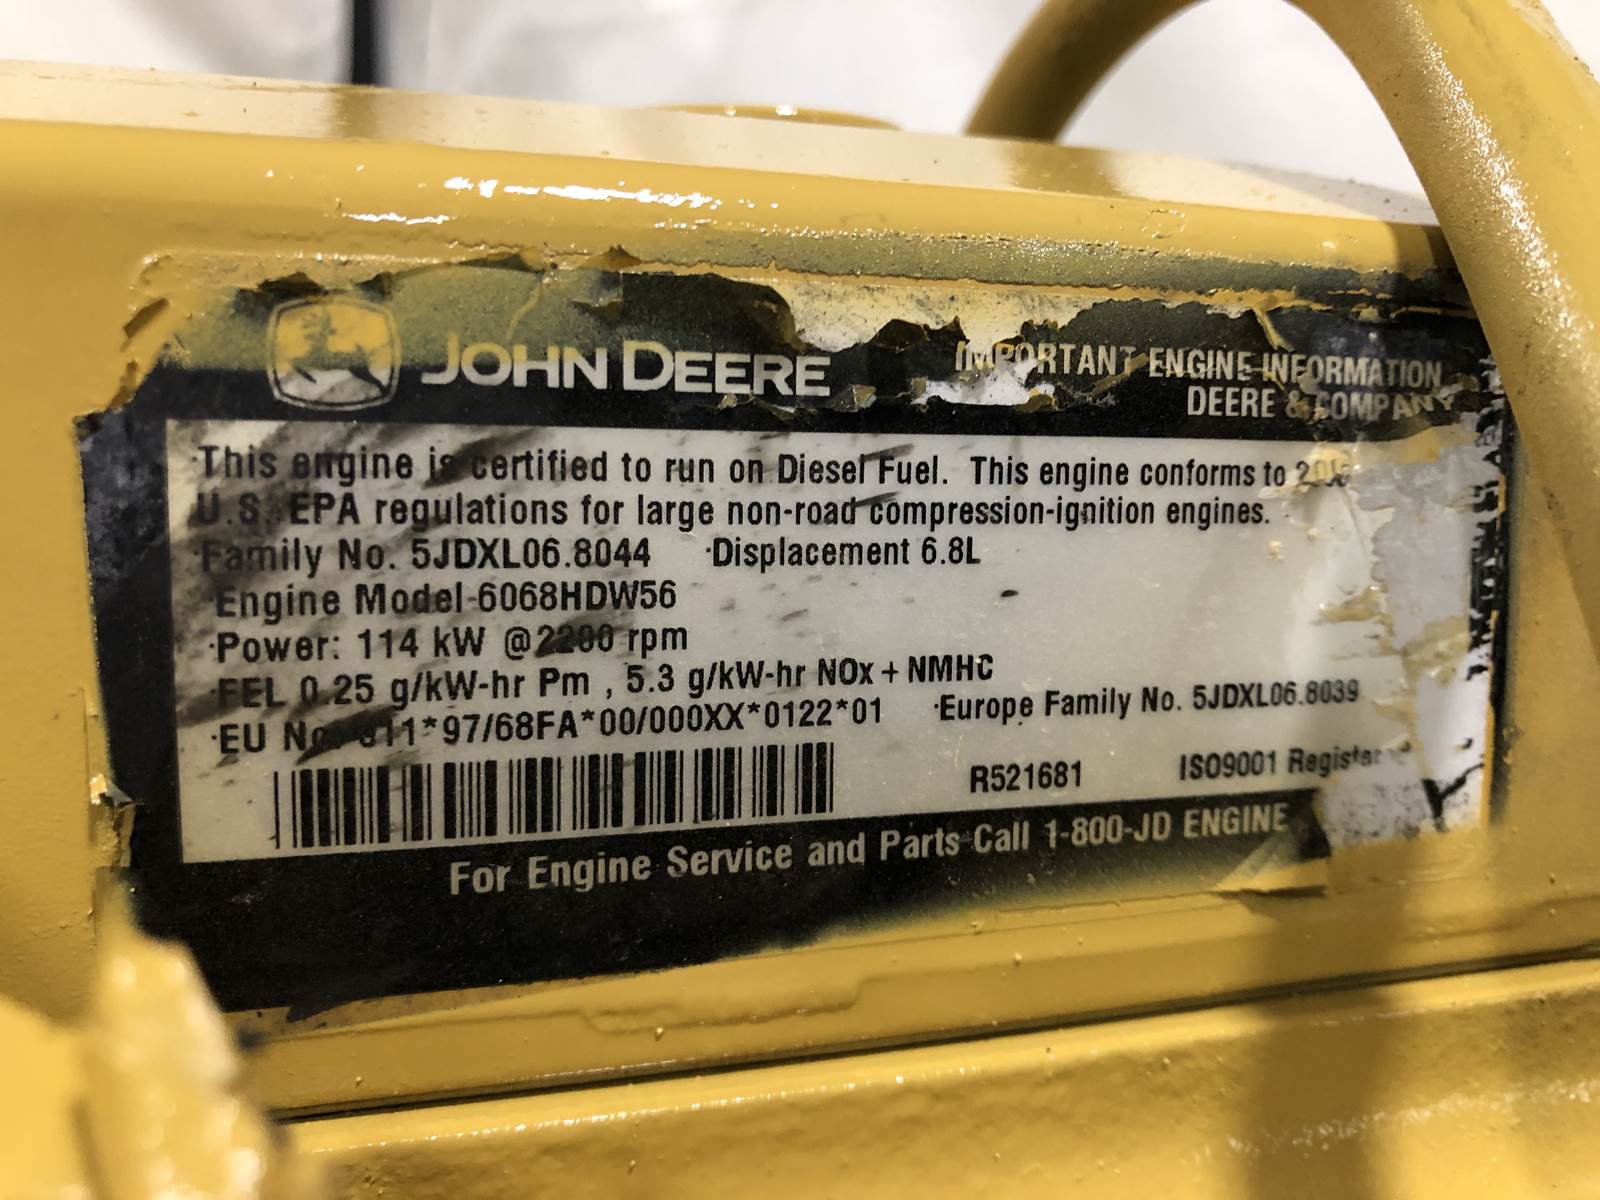 JOHN DEERE
IMPORTANT ENGINE INFORMATION
DEERE & COMPANY
·This engine is certified to run on Diesel Fuel. This engine conforms to
U.S. EPA regulations for large non-road compression-ignition engines.
·Family No. 5JDXL06.8044 ·Displacement 6.8L
·Engine Model-6068HDW56
·Power: 114 kW @2200 rpm
·FEL 0.25 g/kW-hr Pm , 5.3 g/kW-hr NOx + NMHC
·EU No. 97/68FA*00/000XX*0122*01 ·Europe Family No. 5JDXL06.8039
R521681 ISO9001
For Engine Service and Parts Call 1-800-JD ENGINE